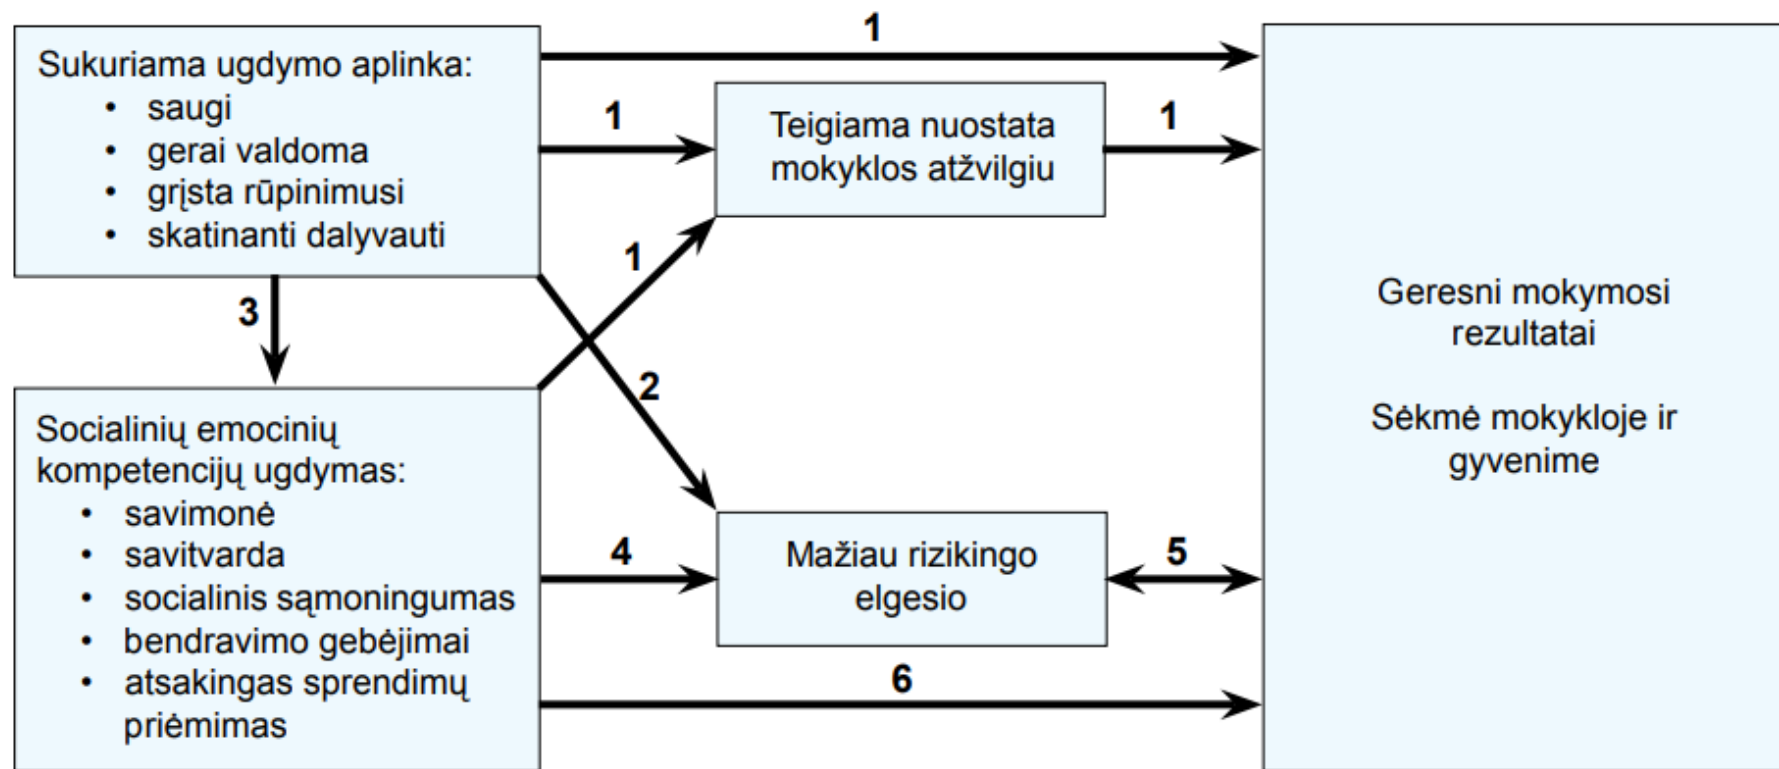 Sukuriama ugdymo aplinka:
• saugi
• gerai valdoma
• grįsta rūpinimusi
• skatinanti dalyvauti
1
1
Teigiama nuostata
mokyklos atžvilgiu
1
1
3
2
Socialinių emocinių
kompetencijų ugdymas:
• savimonė
• savitvarda
• socialinis sąmoningumas
• bendravimo gebėjimai
• atsakingas sprendimų
priėmimas
4
Mažiau rizikingo
elgesio
5
6
Geresni mokymosi
rezultatai
Sėkmė mokykloje ir
gyvenime